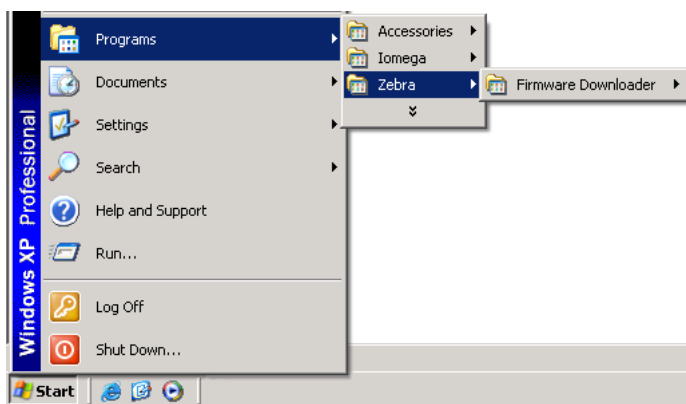 Windows XP Professional
Programs
Documents
Settings
Search
Help and Support
Run...
Log Off
Shut Down...
Accessories
Iomega
Zebra
Firmware Downloader
Start